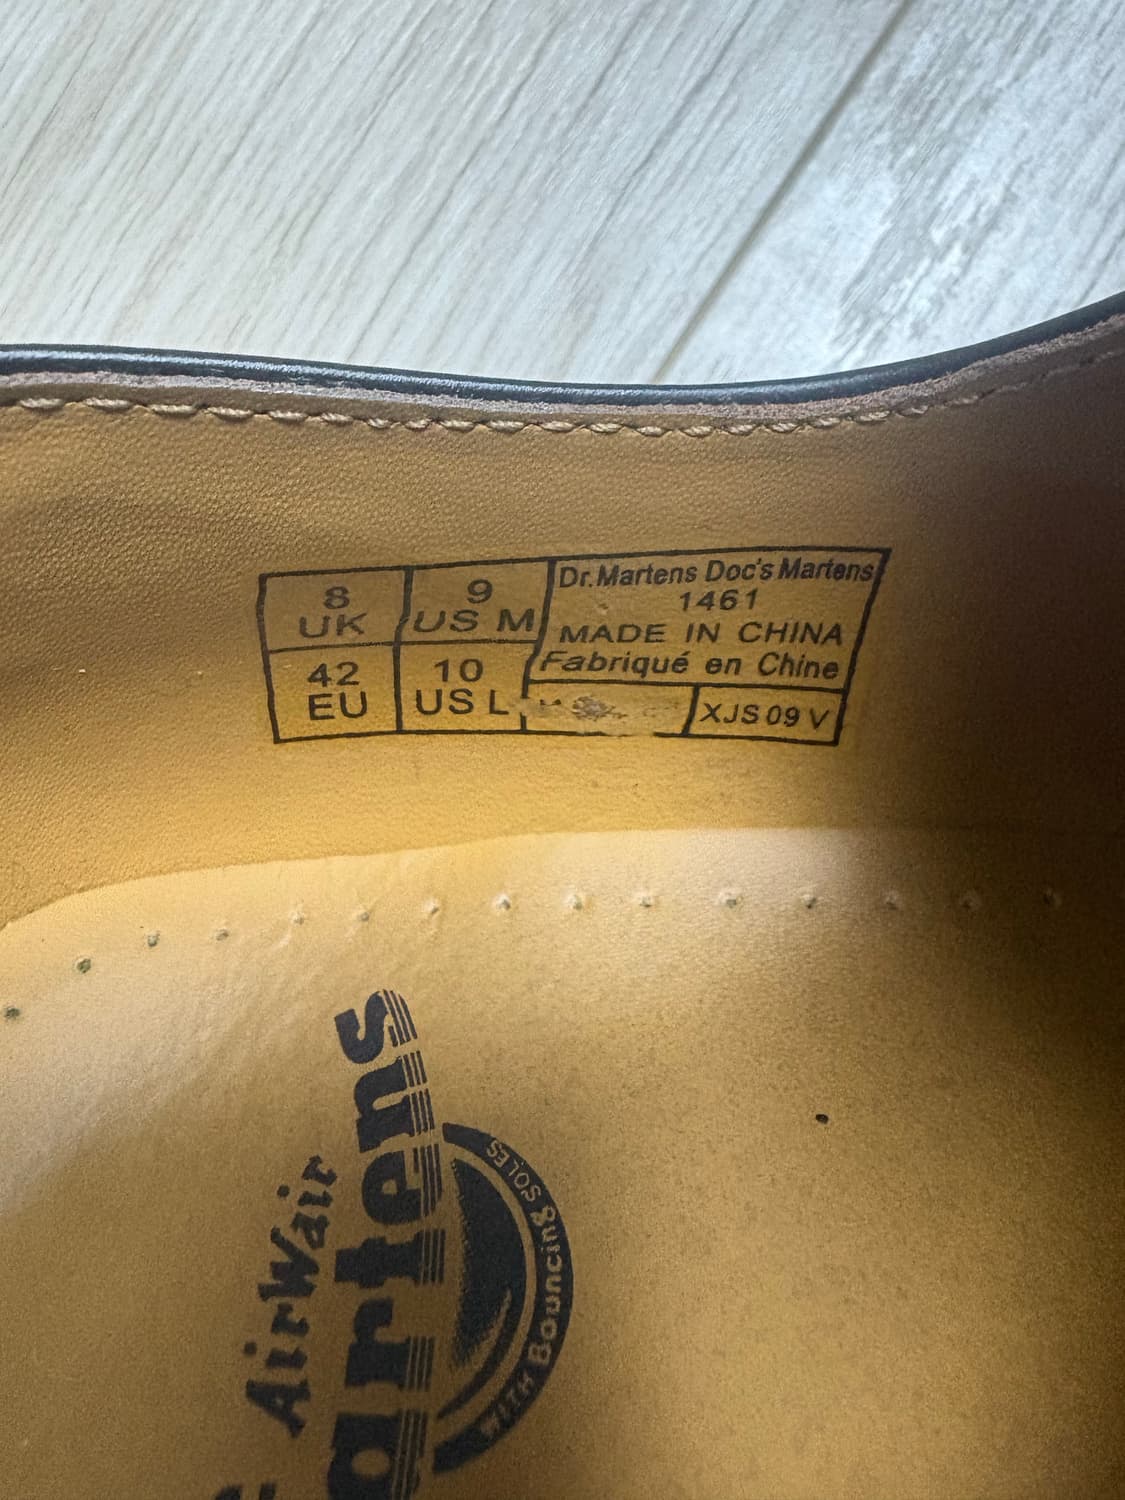 8
UK
9
US M
42
EU
10
US L
Dr.Martens Doc's Martens
1461
MADE IN CHINA
Fabriqué en Chine
XJS 09 V
AirWair
artens
WITH Bouncing SOLES